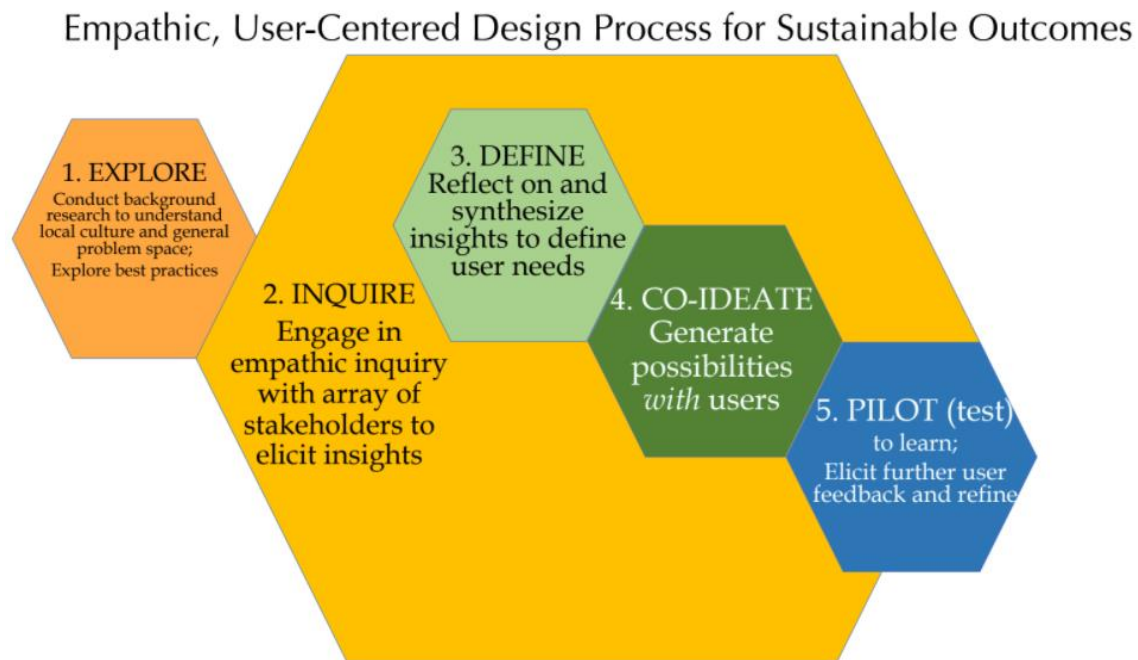 Empathic, User-Centered Design Process for Sustainable Outcomes
1. EXPLORE
Conduct background
research to understand
local culture and general
problem space;
Explore best practices
2. INQUIRE
Engage in
empathic inquiry
with array of
stakeholders to
elicit insights
3. DEFINE
Reflect on and
synthesize
insights to define
user needs
4. CO-IDEATE
Generate
possibilities
with users
5. PILOT (test)
to learn;
Elicit further user
feedback and refine